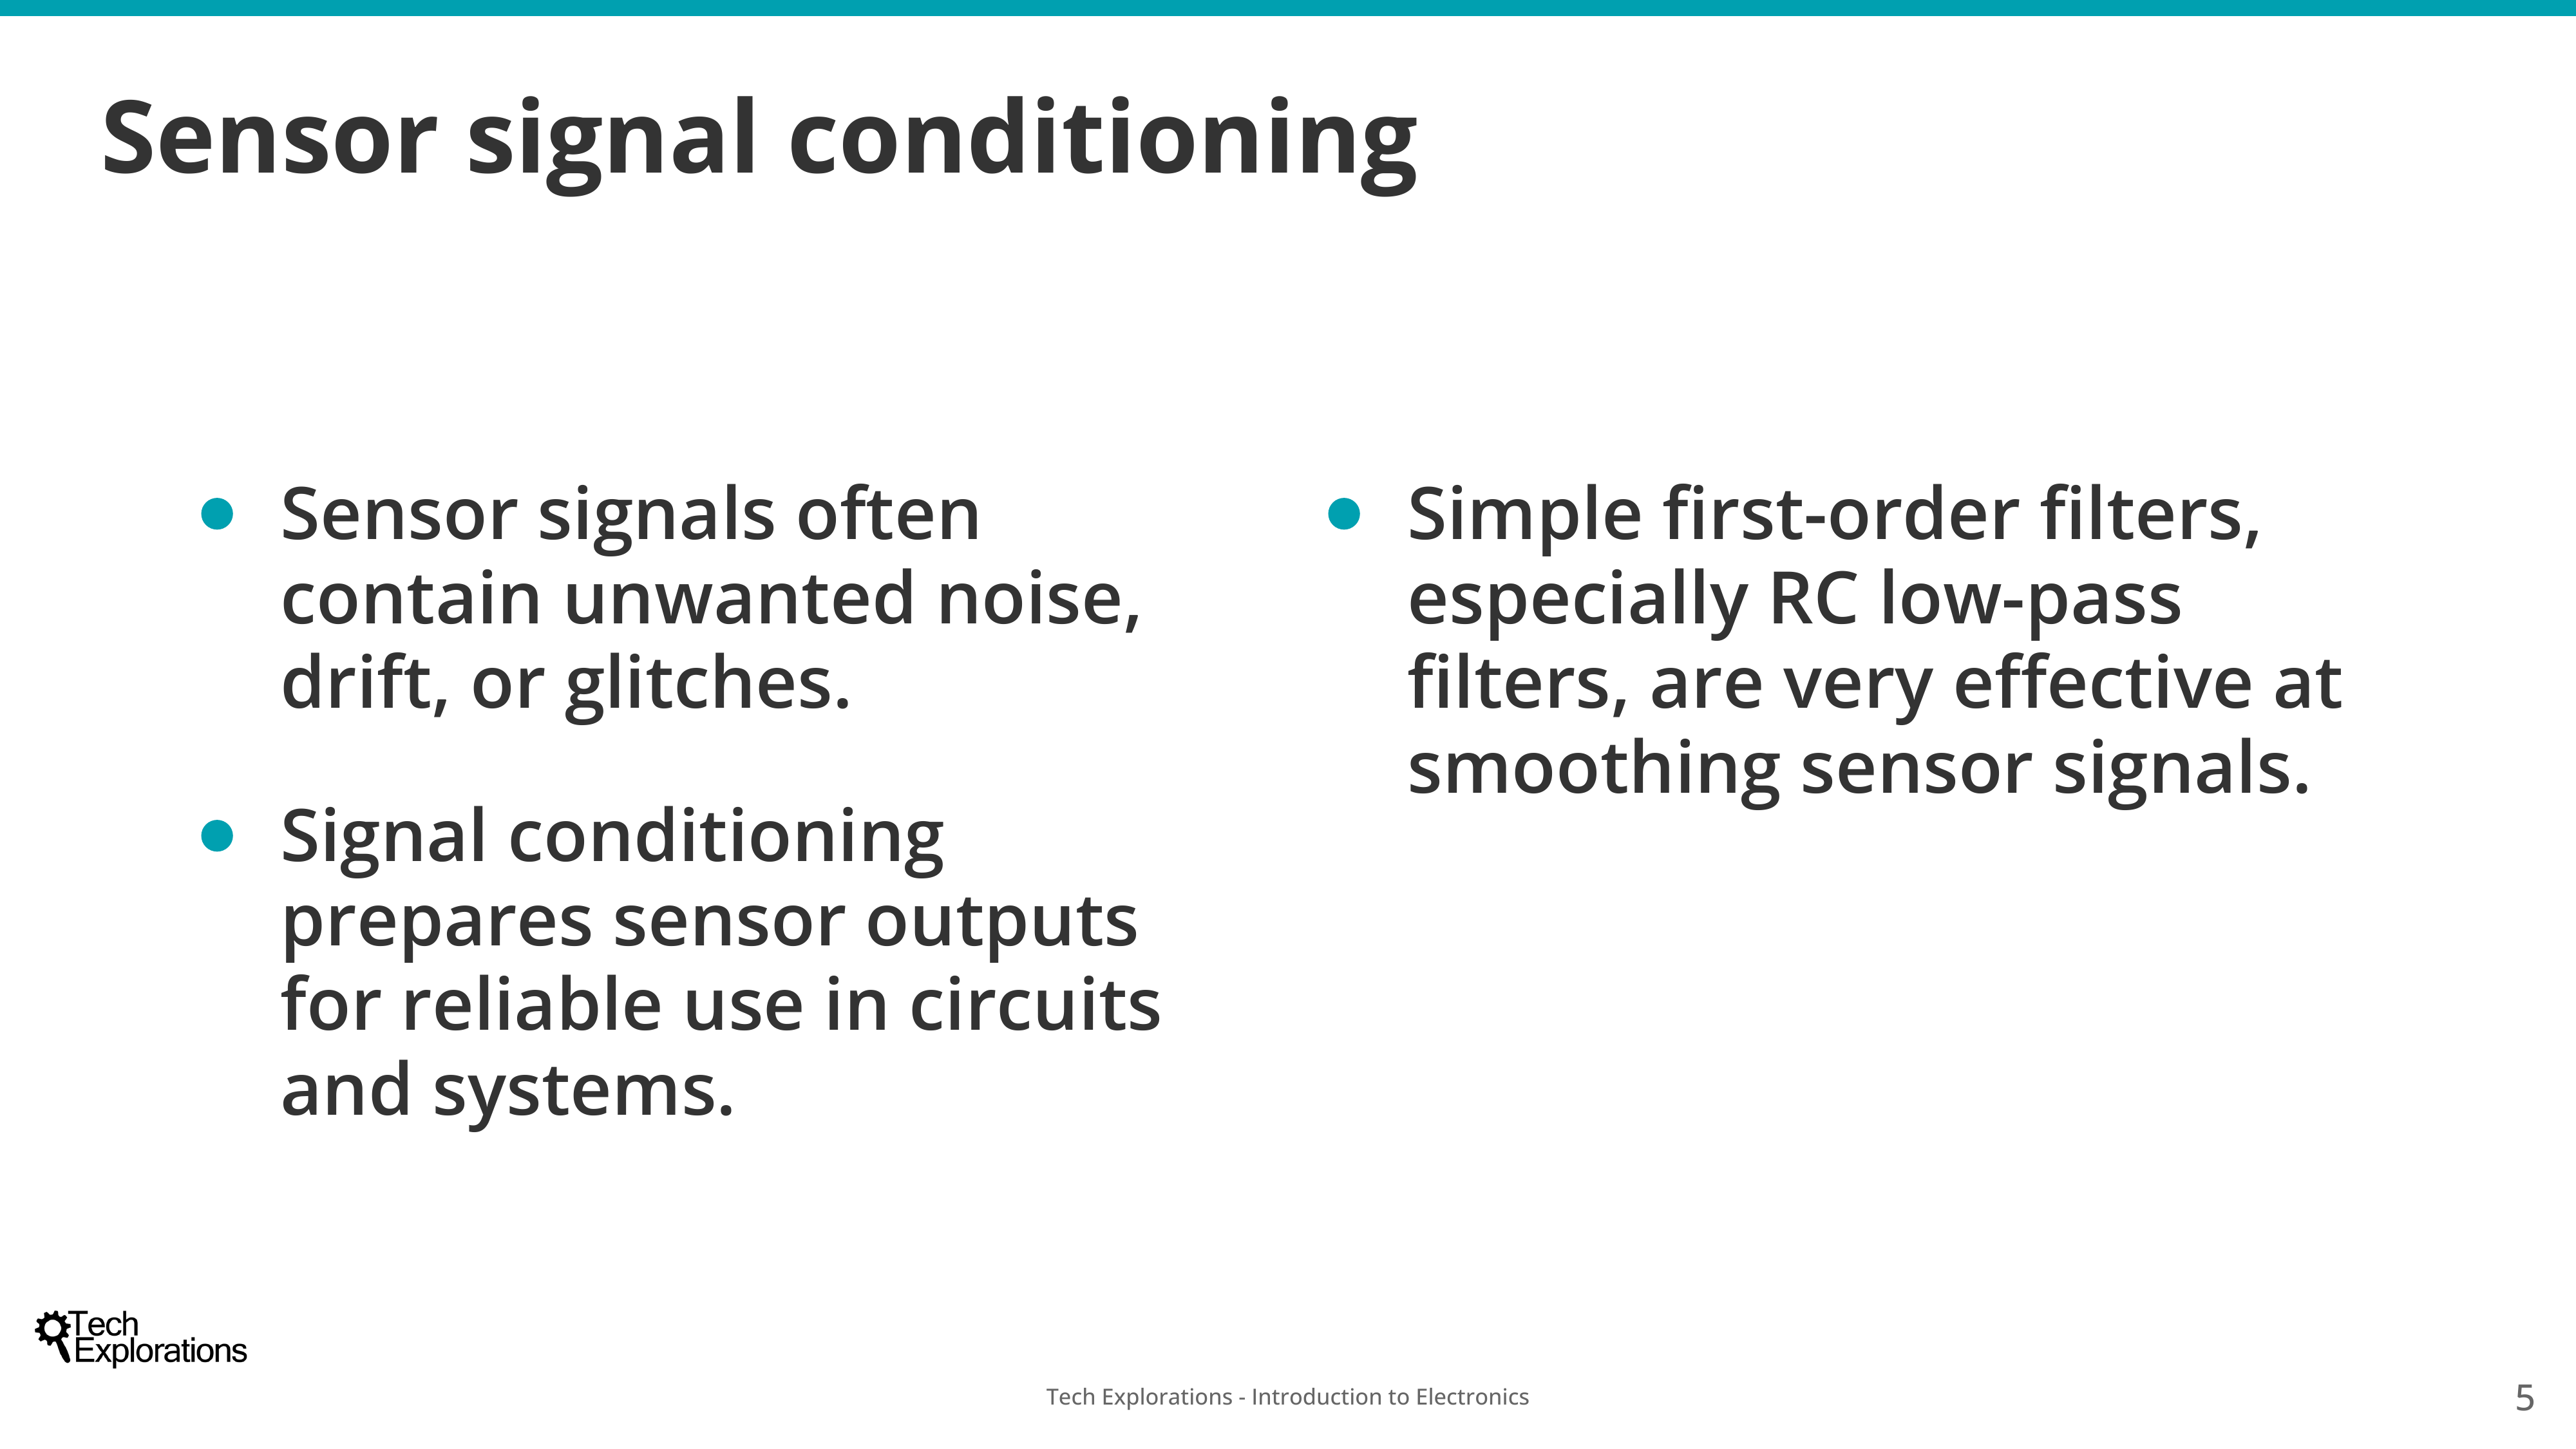 Sensor signal conditioning
● Sensor signals often
contain unwanted noise,
drift, or glitches.
● Signal conditioning
prepares sensor outputs
for reliable use in circuits
and systems.
● Simple first-order filters,
especially RC low-pass
filters, are very effective at
smoothing sensor signals.
Tech
Explorations
Tech Explorations - Introduction to Electronics
5